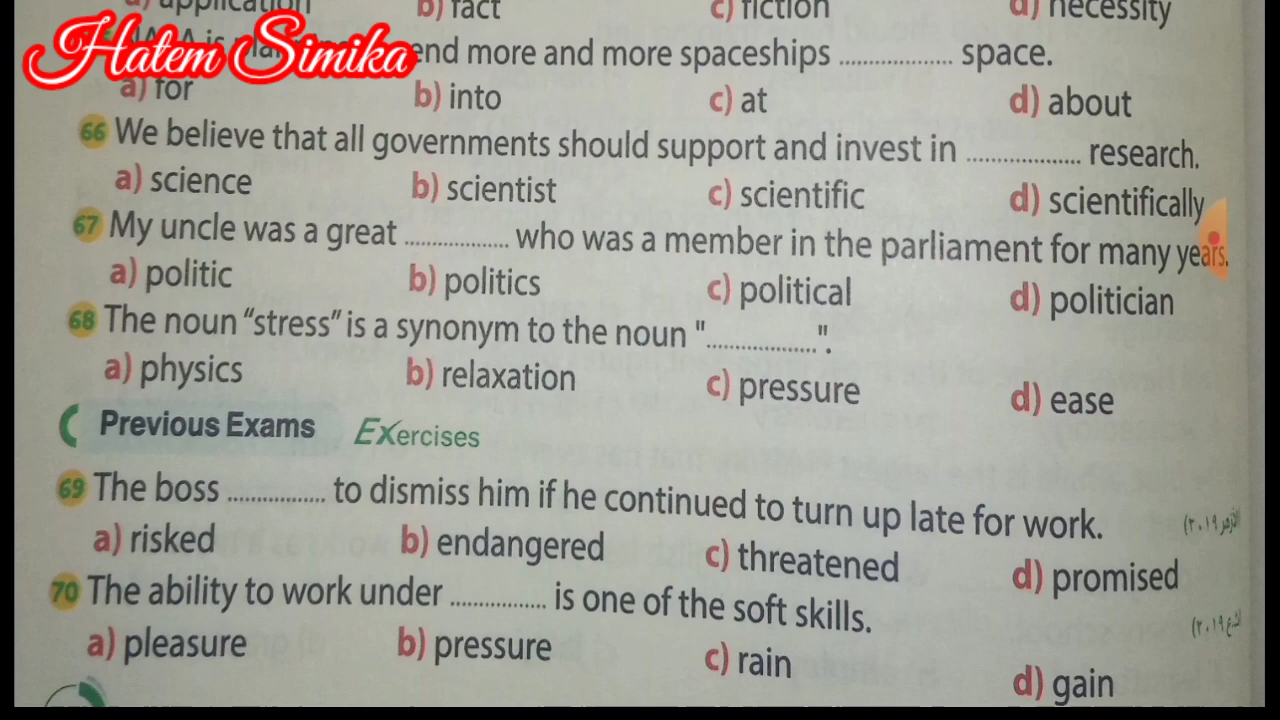 a) application b) fact c) fiction d) necessity
Hatem Simika
end more and more spaceships .................. space.
a) for b) into c) at d) about
66 We believe that all governments should support and invest in .................. research.
a) science b) scientist c) scientific d) scientifically
67 My uncle was a great .................. who was a member in the parliament for many years.
a) politic b) politics c) political d) politician
68 The noun “stress” is a synonym to the noun "..................".
a) physics b) relaxation c) pressure d) ease
Previous Exams EXercises
69 The boss ................. to dismiss him if he continued to turn up late for work.
(الأزهر ٢٠١٩)
a) risked b) endangered c) threatened d) promised
70 The ability to work under ................. is one of the soft skills.
a) pleasure b) pressure c) rain d) gain